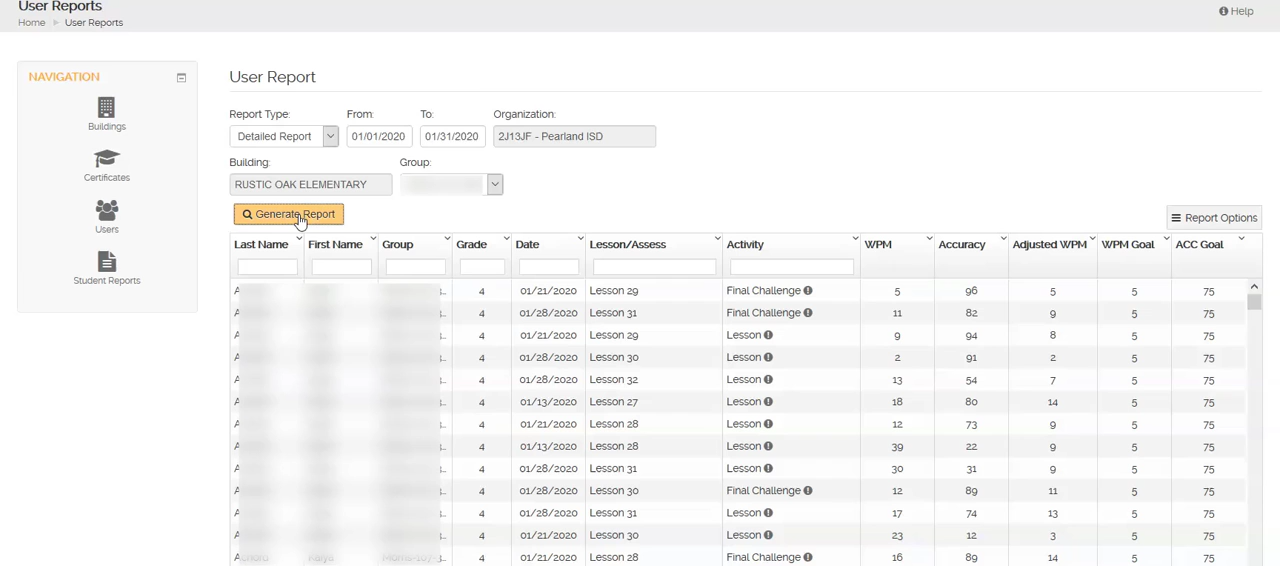 User Reports
Home User Reports
Help
NAVIGATION
Buildings
Certificates
Users
Student Reports
User Report
Report Type: From: To: Organization:
Detailed Report 01/01/2020 01/31/2020 2J13JF - Pearland ISD
Building: Group:
RUSTIC OAK ELEMENTARY
Generate Report
Report Options
Last Name First Name Group Grade Date Lesson/Assess Activity WPM Accuracy Adjusted WPM WPM Goal ACC Goal
A 4 01/21/2020 Lesson 29 Final Challenge 5 96 5 5 75
A 4 01/28/2020 Lesson 31 Final Challenge 11 82 9 5 75
A 4 01/21/2020 Lesson 29 Lesson 9 94 8 5 75
A 4 01/28/2020 Lesson 30 Lesson 2 91 2 5 75
A 4 01/28/2020 Lesson 32 Lesson 13 54 7 5 75
A 4 01/13/2020 Lesson 27 Lesson 18 80 14 5 75
A 4 01/21/2020 Lesson 28 Lesson 12 73 9 5 75
A 4 01/13/2020 Lesson 28 Lesson 39 22 9 5 75
A 4 01/28/2020 Lesson 31 Lesson 30 31 9 5 75
A 4 01/28/2020 Lesson 30 Final Challenge 12 89 11 5 75
A 4 01/28/2020 Lesson 31 Lesson 17 74 13 5 75
A 4 01/28/2020 Lesson 30 Lesson 23 12 3 5 75
4 01/21/2020 Lesson 28 Final Challenge 16 89 14 5 75